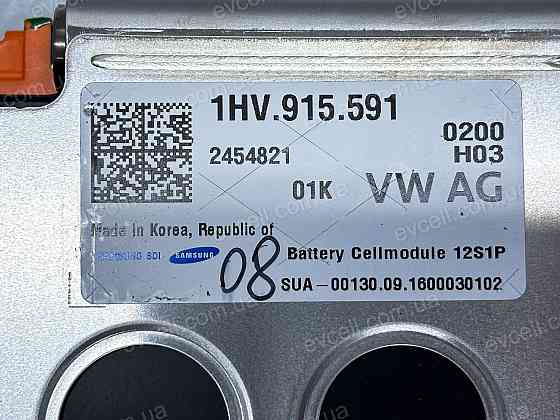 1HV.915.591
0200
2454821
H03
01K
VW AG
Made in Korea, Republic of
SAMSUNG SDI SAMSUNG
08
Battery Cellmodule 12S1P
SUA-00130.09.1600030102
evcell.com.ua